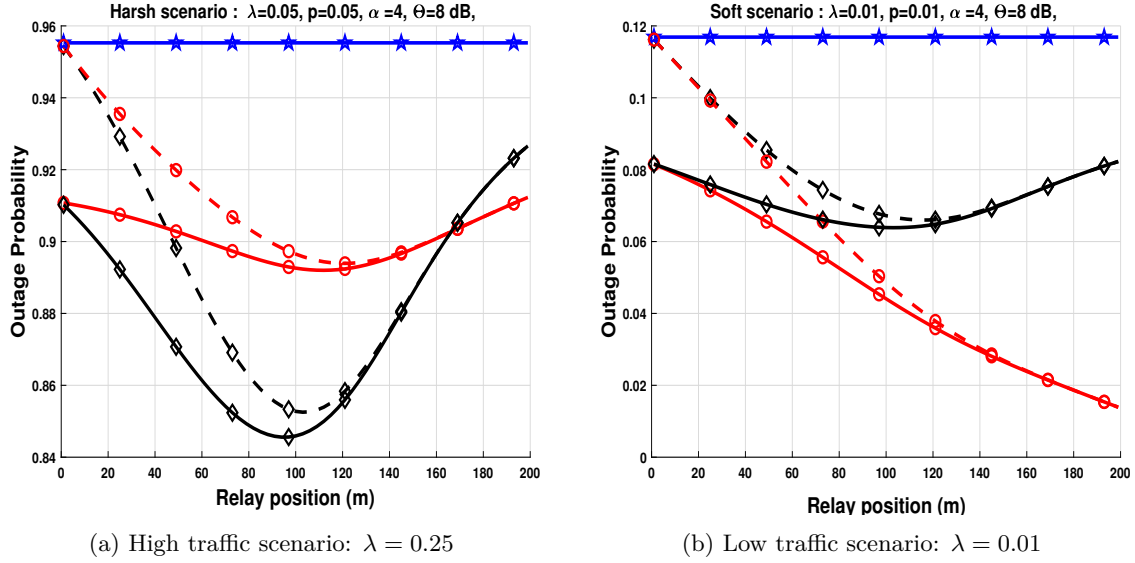 Harsh scenario : λ=0.05, p=0.05, α =4, Θ=8 dB,
Outage Probability
0.96
0.94
0.92
0.9
0.88
0.86
0.84
0 20 40 60 80 100 120 140 160 180 200
Relay position (m)
(a) High traffic scenario: λ = 0.25
Soft scenario : λ=0.01, p=0.01, α =4, Θ=8 dB,
Outage Probability
0.12
0.1
0.08
0.06
0.04
0.02
0
0 20 40 60 80 100 120 140 160 180 200
Relay position (m)
(b) Low traffic scenario: λ = 0.01